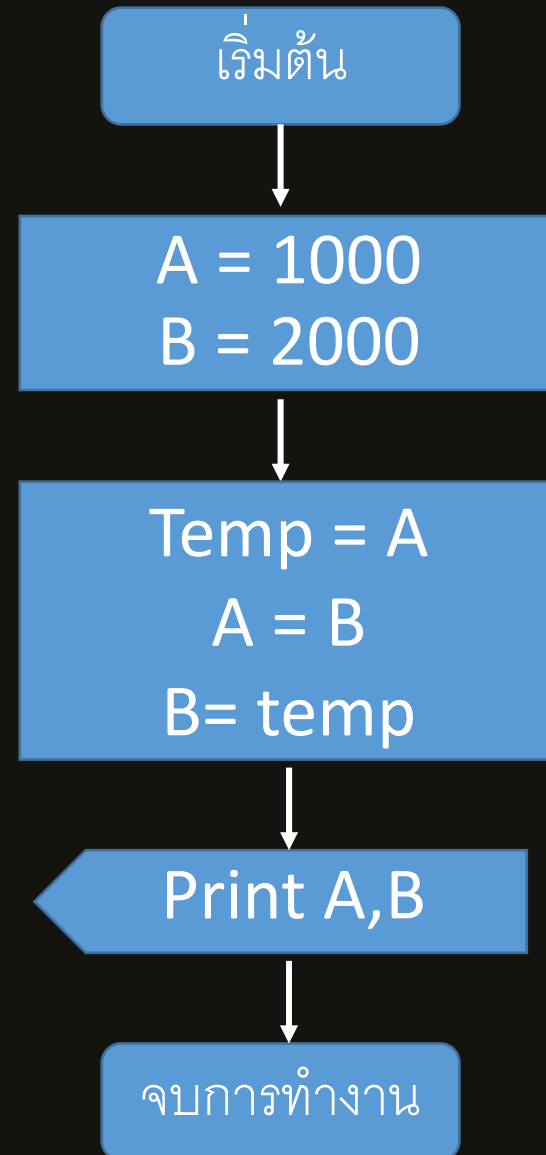 เริ่มต้น
A = 1000
B = 2000
Temp = A
A = B
B= temp
Print A,B
จบการทำงาน